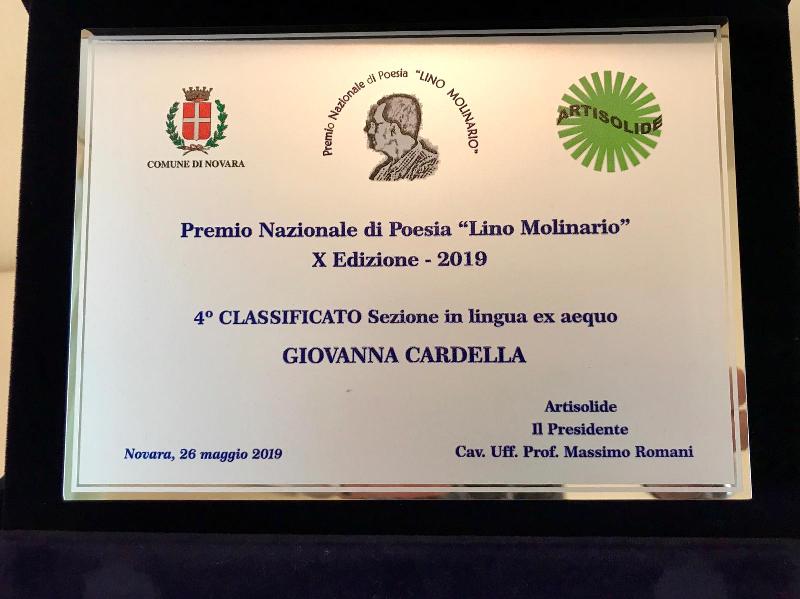 Premio Nazionale di Poesia "LINO MOLINARIO"
ARTISOLIDE
COMUNE DI NOVARA
Premio Nazionale di Poesia “Lino Molinario”
X Edizione - 2019
4º CLASSIFICATO Sezione in lingua ex aequo
GIOVANNA CARDELLA
Artisolide
Il Presidente
Novara, 26 maggio 2019
Cav. Uff. Prof. Massimo Romani